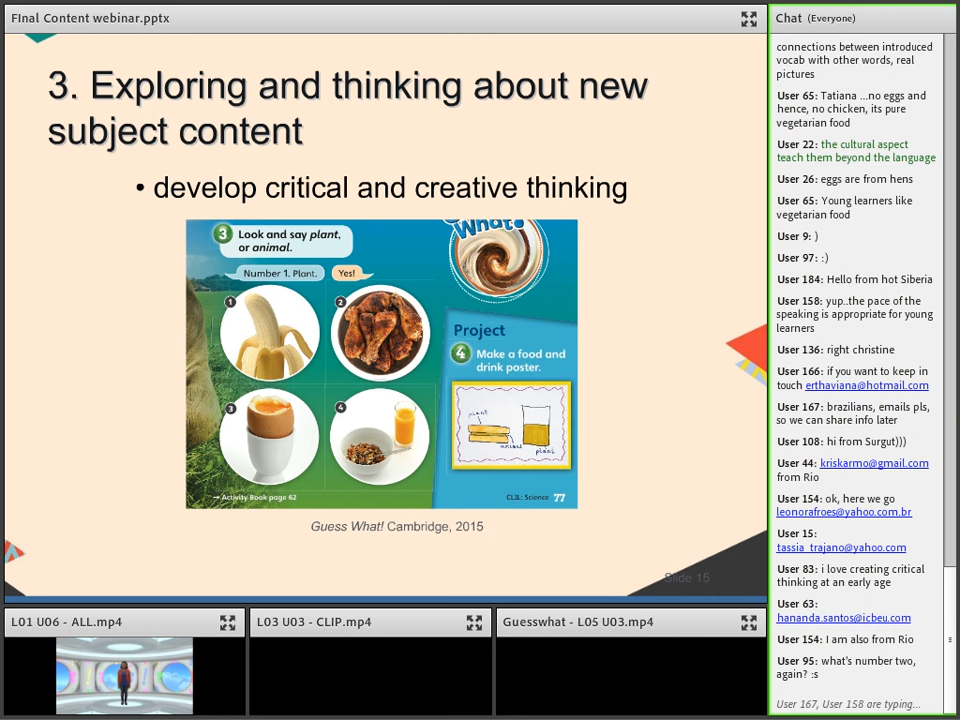 FInal Content webinar.pptx
3. Exploring and thinking about new
subject content
• develop critical and creative thinking
3 Look and say plant,
or animal.
Number 1. Plant.
Yes!
1
2
3
4
→ Activity Book page 62
What!
Project
4 Make a food and
drink poster.
plant
animal
plant
CLIL: Science 77
Guess What! Cambridge, 2015
Slide 15
L01 U06 - ALL.mp4
L03 U03 - CLIP.mp4
Guesswhat - L05 U03.mp4
Chat (Everyone)
connections between introduced
vocab with other words, real
pictures
User 65: Tatiana ...no eggs and
hence, no chicken, its pure
vegetarian food
User 22: the cultural aspect
teach them beyond the language
User 26: eggs are from hens
User 65: Young learners like
vegetarian food
User 9: )
User 97: :)
User 184: Hello from hot Siberia
User 158: yup..the pace of the
speaking is appropriate for young
learners
User 136: right christine
User 166: if you want to keep in
touch erthaviana@hotmail.com
User 167: brazilians, emails pls,
so we can share info later
User 108: hi from Surgut)))
User 44: kriskarmo@gmail.com
from Rio
User 154: ok, here we go
leonorafroes@yahoo.com.br
User 15:
tassia_trajano@yahoo.com
User 83: i love creating critical
thinking at an early age
User 63:
hananda.santos@icbeu.com
User 154: I am also from Rio
User 95: what's number two,
again? :s
User 167, User 158 are typing...